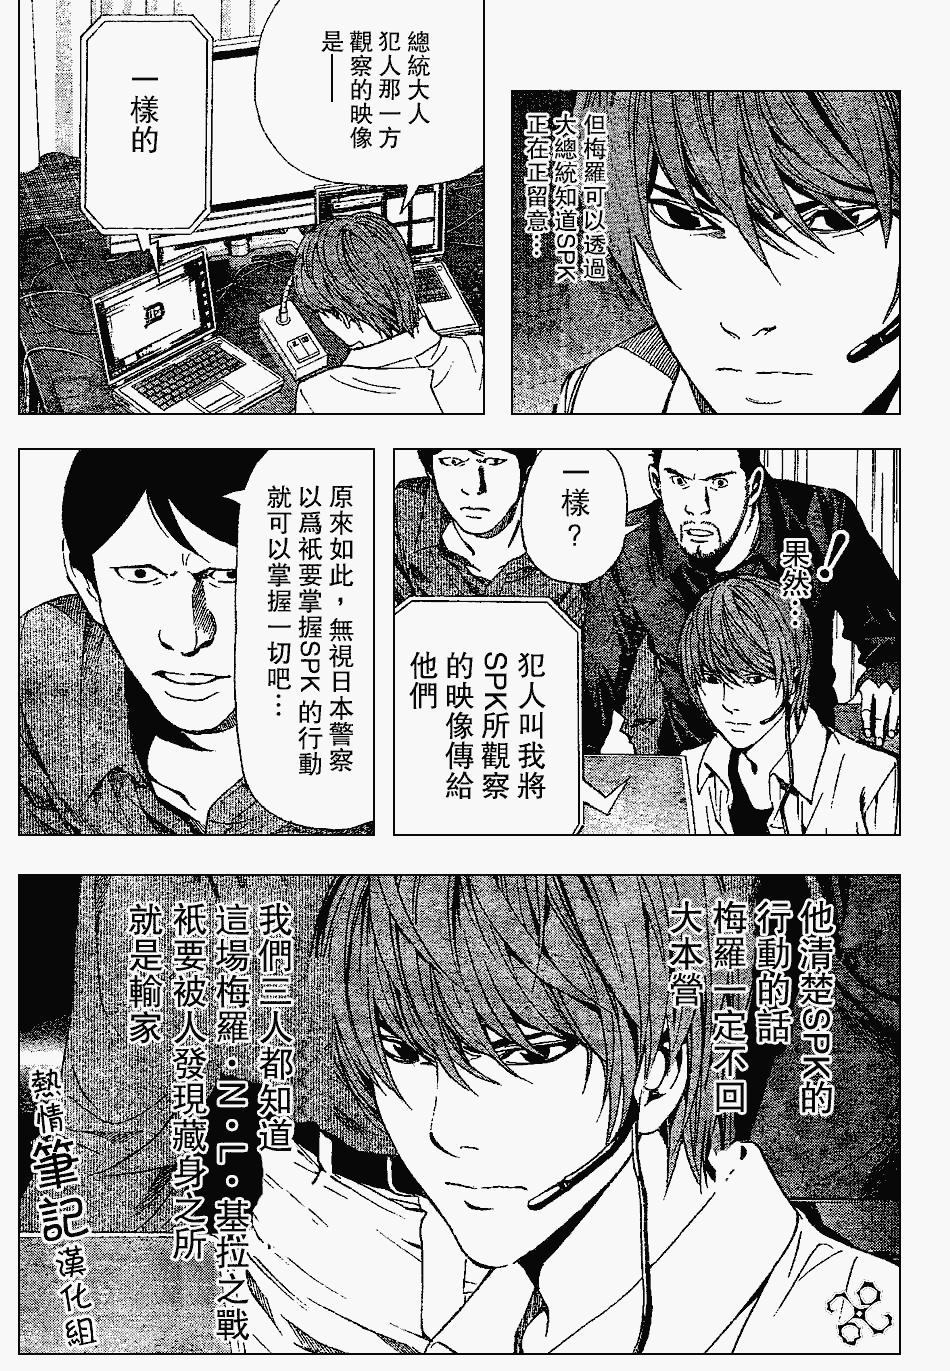 但梅羅可以透過
大總統知道SPK
正在正留意…
總統大人
犯人那一方
觀察的映像
是——
一樣的
一樣？
果然…！
犯人叫我將
SPK所觀察
的映像傳給
他們
原來如此，無視日本警察
以爲衹要掌握SPK的行動
就可以掌握一切吧…
他清楚SPK的
行動的話
梅羅一定不回
大本營
我們三人都知道
這場梅羅・N・L・基拉之戰
衹要被人發現藏身之所
就是輸家
熱情筆記漢化組